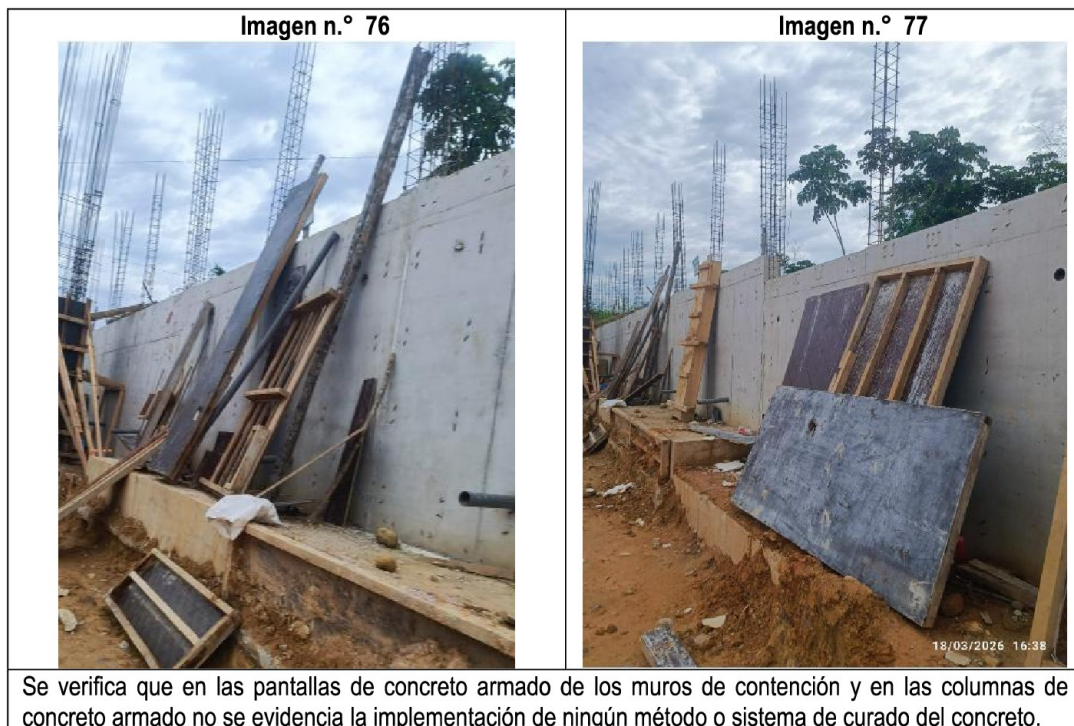 Imagen n.° 76
Imagen n.° 77
18/03/2026 16:38
Se verifica que en las pantallas de concreto armado de los muros de contención y en las columnas de
concreto armado no se evidencia la implementación de ningún método o sistema de curado del concreto.